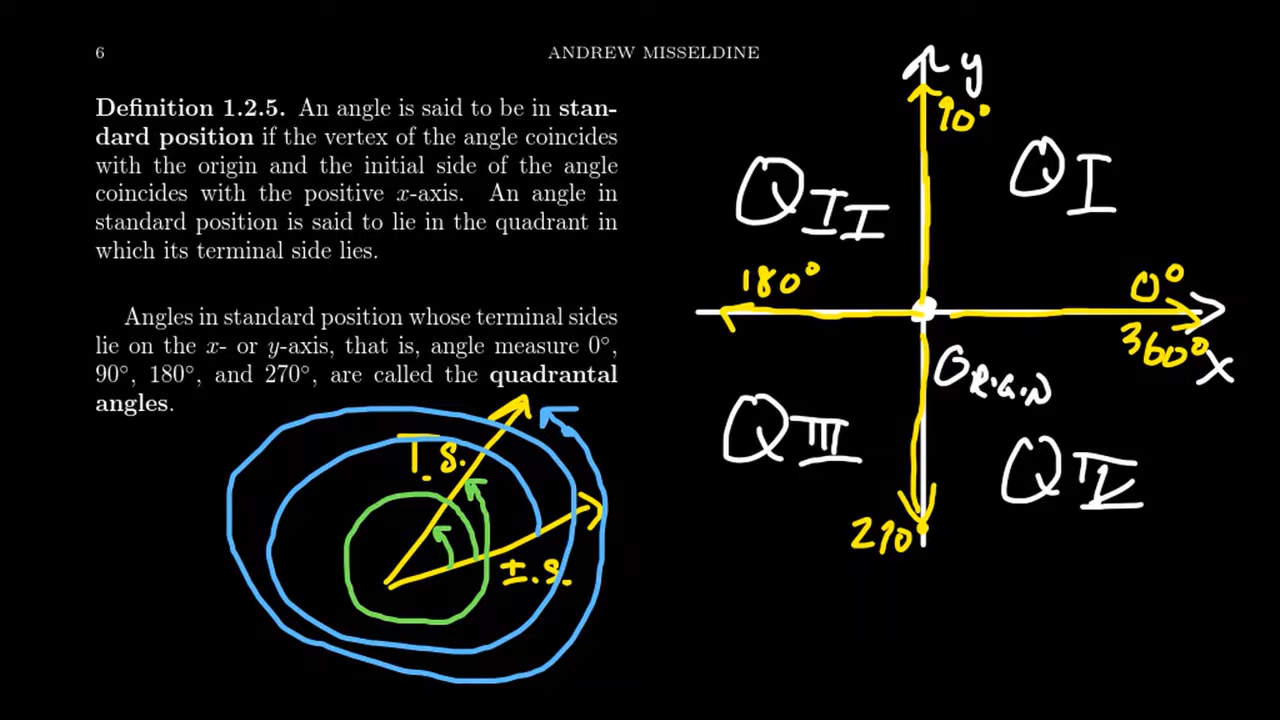 6
ANDREW MISSELDINE
Definition 1.2.5. An angle is said to be in stan-
dard position if the vertex of the angle coincides
with the origin and the initial side of the angle
coincides with the positive x-axis. An angle in
standard position is said to lie in the quadrant in
which its terminal side lies.
Angles in standard position whose terminal sides
lie on the x- or y-axis, that is, angle measure 0°,
90°, 180°, and 270°, are called the quadrantal
angles.
T.S.
I.S.
y
90°
QI
QII
180°
0°
360°
x
ORIGIN
QIII
QIV
270°